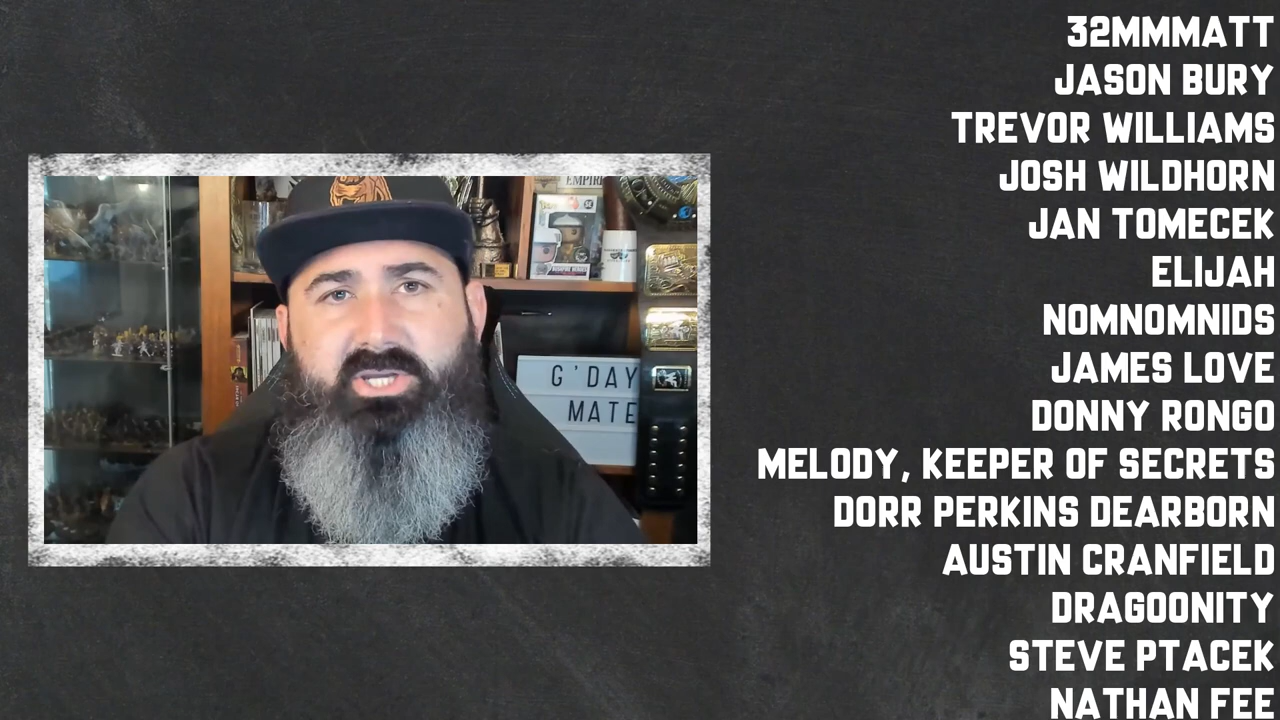 32MMMATT
JASON BURY
TREVOR WILLIAMS
JOSH WILDHORN
JAN TOMECEK
ELIJAH
NOMNOMNIDS
JAMES LOVE
DONNY RONGO
MELODY, KEEPER OF SECRETS
DORR PERKINS DEARBORN
AUSTIN CRANFIELD
DRAGOONITY
STEVE PTACEK
NATHAN FEE
EMPIRE
G'DAY
MATE